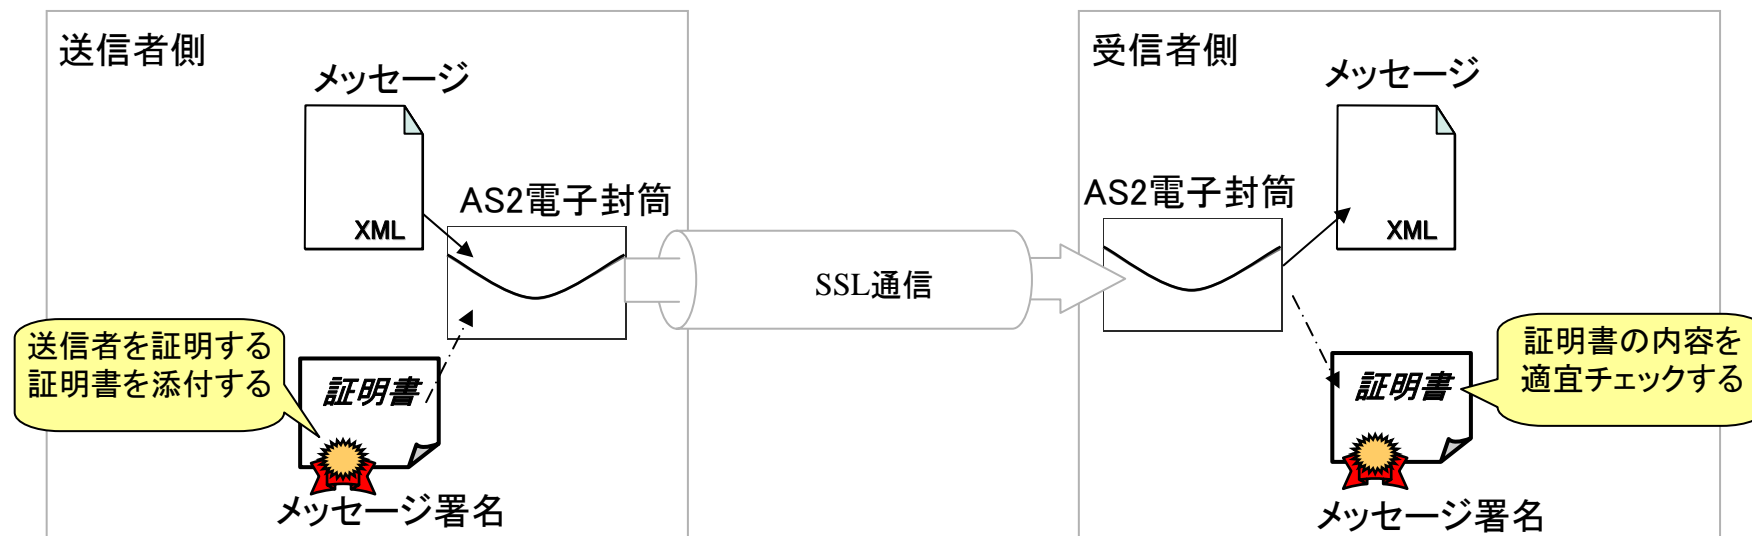 送信者側
メッセージ
XML
AS2電子封筒
送信者を証明する
証明書を添付する
証明書
メッセージ署名
SSL通信
受信者側
メッセージ
XML
AS2電子封筒
証明書の内容を
適宜チェックする
証明書
メッセージ署名